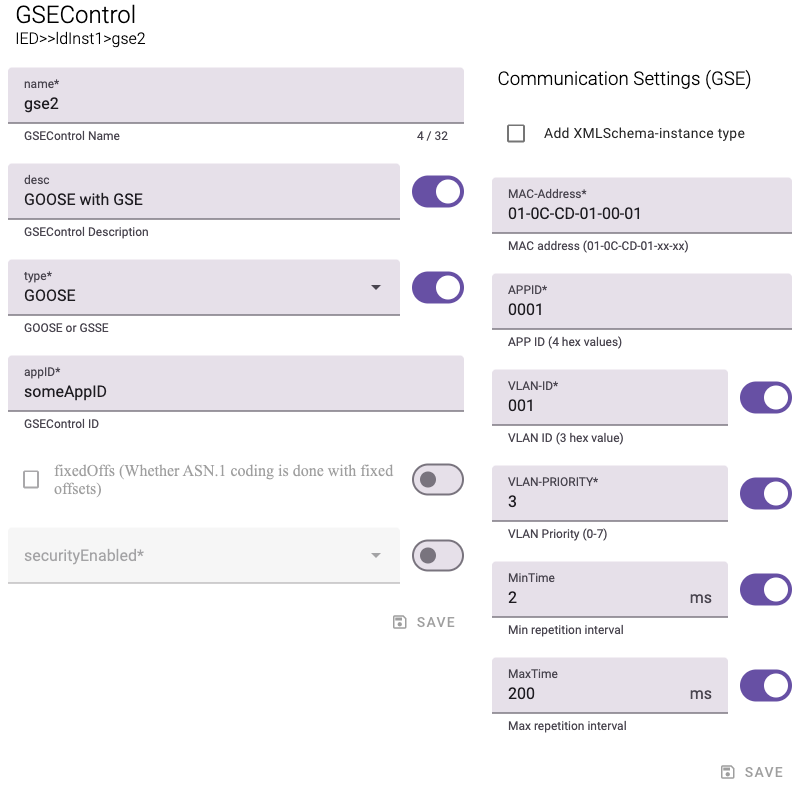 GSEControl
IED>>ldInst1>gse2
name*
gse2
GSEControl Name
4 / 32
desc
GOOSE with GSE
GSEControl Description
type*
GOOSE
GOOSE or GSSE
appID*
someAppID
GSEControl ID
fixedOffs (Whether ASN.1 coding is done with fixed
offsets)
securityEnabled*
SAVE
Communication Settings (GSE)
Add XMLSchema-instance type
MAC-Address*
01-0C-CD-01-00-01
MAC address (01-0C-CD-01-xx-xx)
APPID*
0001
APP ID (4 hex values)
VLAN-ID*
001
VLAN ID (3 hex value)
VLAN-PRIORITY*
3
VLAN Priority (0-7)
MinTime
2 ms
Min repetition interval
MaxTime
200 ms
Max repetition interval
SAVE